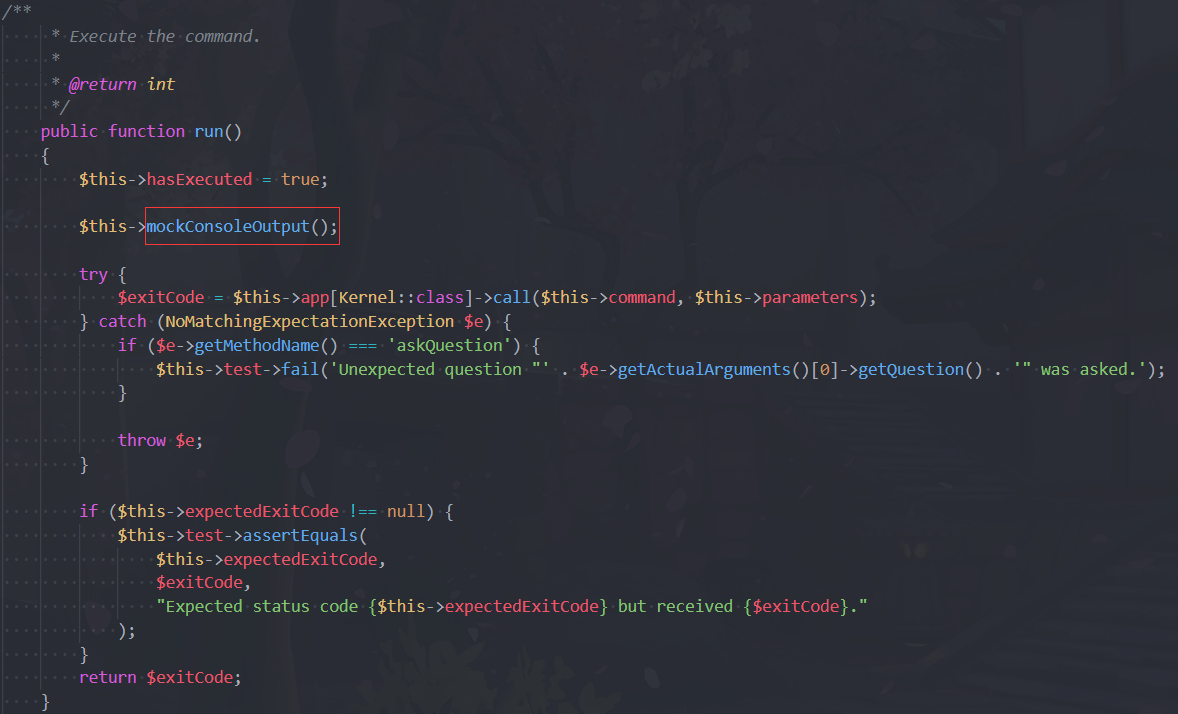 /**
 * Execute the command.
 *
 * @return int
 */
public function run()
{
    $this->hasExecuted = true;

    $this->mockConsoleOutput();

    try {
        $exitCode = $this->app[Kernel::class]->call($this->command, $this->parameters);
    } catch (NoMatchingExpectationException $e) {
        if ($e->getMethodName() === 'askQuestion') {
            $this->test->fail('Unexpected question "' . $e->getActualArguments()[0]->getQuestion() . '" was asked.');
        }

        throw $e;
    }

    if ($this->expectedExitCode !== null) {
        $this->test->assertEquals(
            $this->expectedExitCode,
            $exitCode,
            "Expected status code {$this->expectedExitCode} but received {$exitCode}."
        );
    }
    return $exitCode;
}